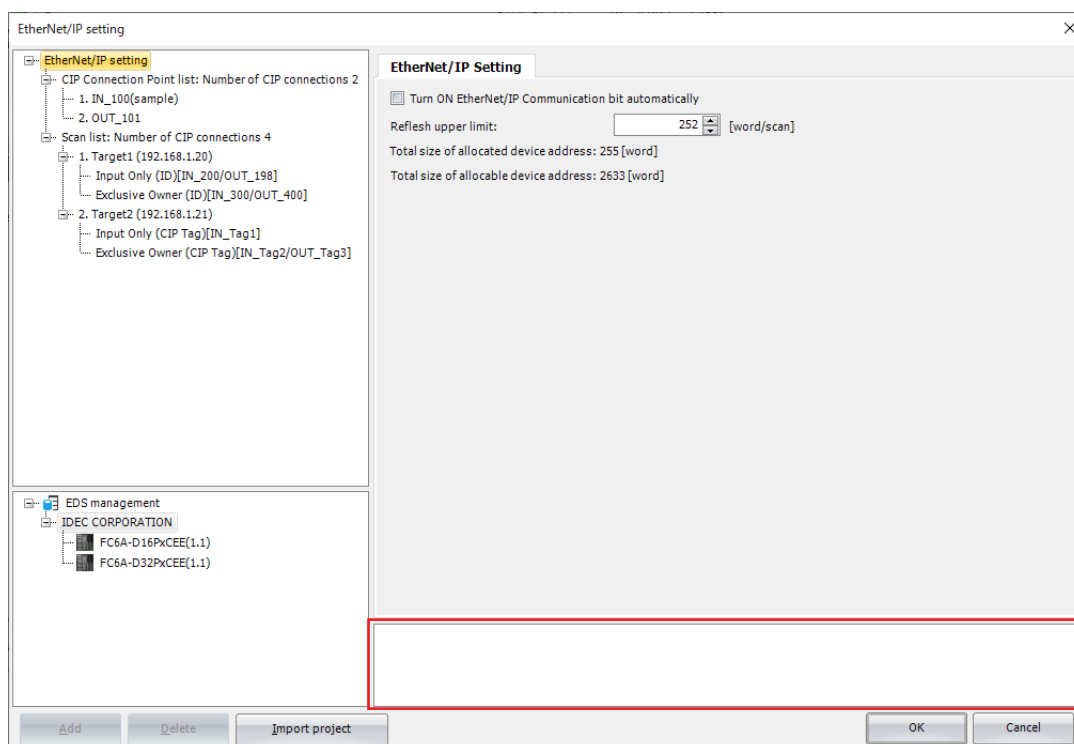 EtherNet/IP setting
EtherNet/IP setting
CIP Connection Point list: Number of CIP connections 2
1. IN_100(sample)
2. OUT_101
Scan list: Number of CIP connections 4
1. Target1 (192.168.1.20)
Input Only (ID)[IN_200/OUT_198]
Exclusive Owner (ID)[IN_300/OUT_400]
2. Target2 (192.168.1.21)
Input Only (CIP Tag)[IN_Tag1]
Exclusive Owner (CIP Tag)[IN_Tag2/OUT_Tag3]
EtherNet/IP Setting
Turn ON EtherNet/IP Communication bit automatically
Reflesh upper limit: 252 [word/scan]
Total size of allocated device address: 255 [word]
Total size of allocable device address: 2633 [word]
EDS management
IDEC CORPORATION
FC6A-D16PxCEE(1.1)
FC6A-D32PxCEE(1.1)
Add Delete Import project OK Cancel